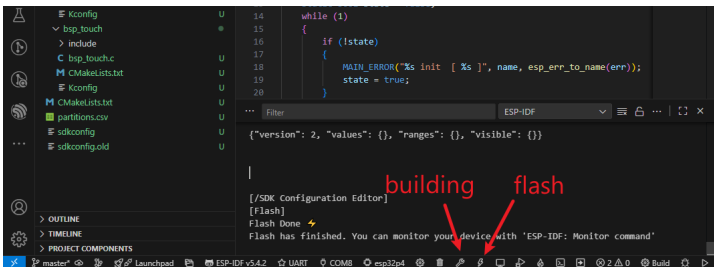 Kconfig U
bsp_touch
include
bsp_touch.c U
CMakeLists.txt U
Kconfig U
CMakeLists.txt U
partitions.csv U
sdkconfig U
sdkconfig.old U
OUTLINE
TIMELINE
PROJECT COMPONENTS
14 while (1)
15 {
16 if (!state)
17 {
18 MAIN_ERROR("%s init [ %s ]", name, esp_err_to_name(err));
19 state = true;
20 }
Filter ESP-IDF
{"version": 2, "values": {}, "ranges": {}, "visible": {}}
building flash
[/SDK Configuration Editor]
[Flash]
Flash Done ⚡
Flash has finished. You can monitor your device with 'ESP-IDF: Monitor command'
master* Launchpad ESP-IDF v5.4.2 UART COM8 esp32p4 2 0 Build